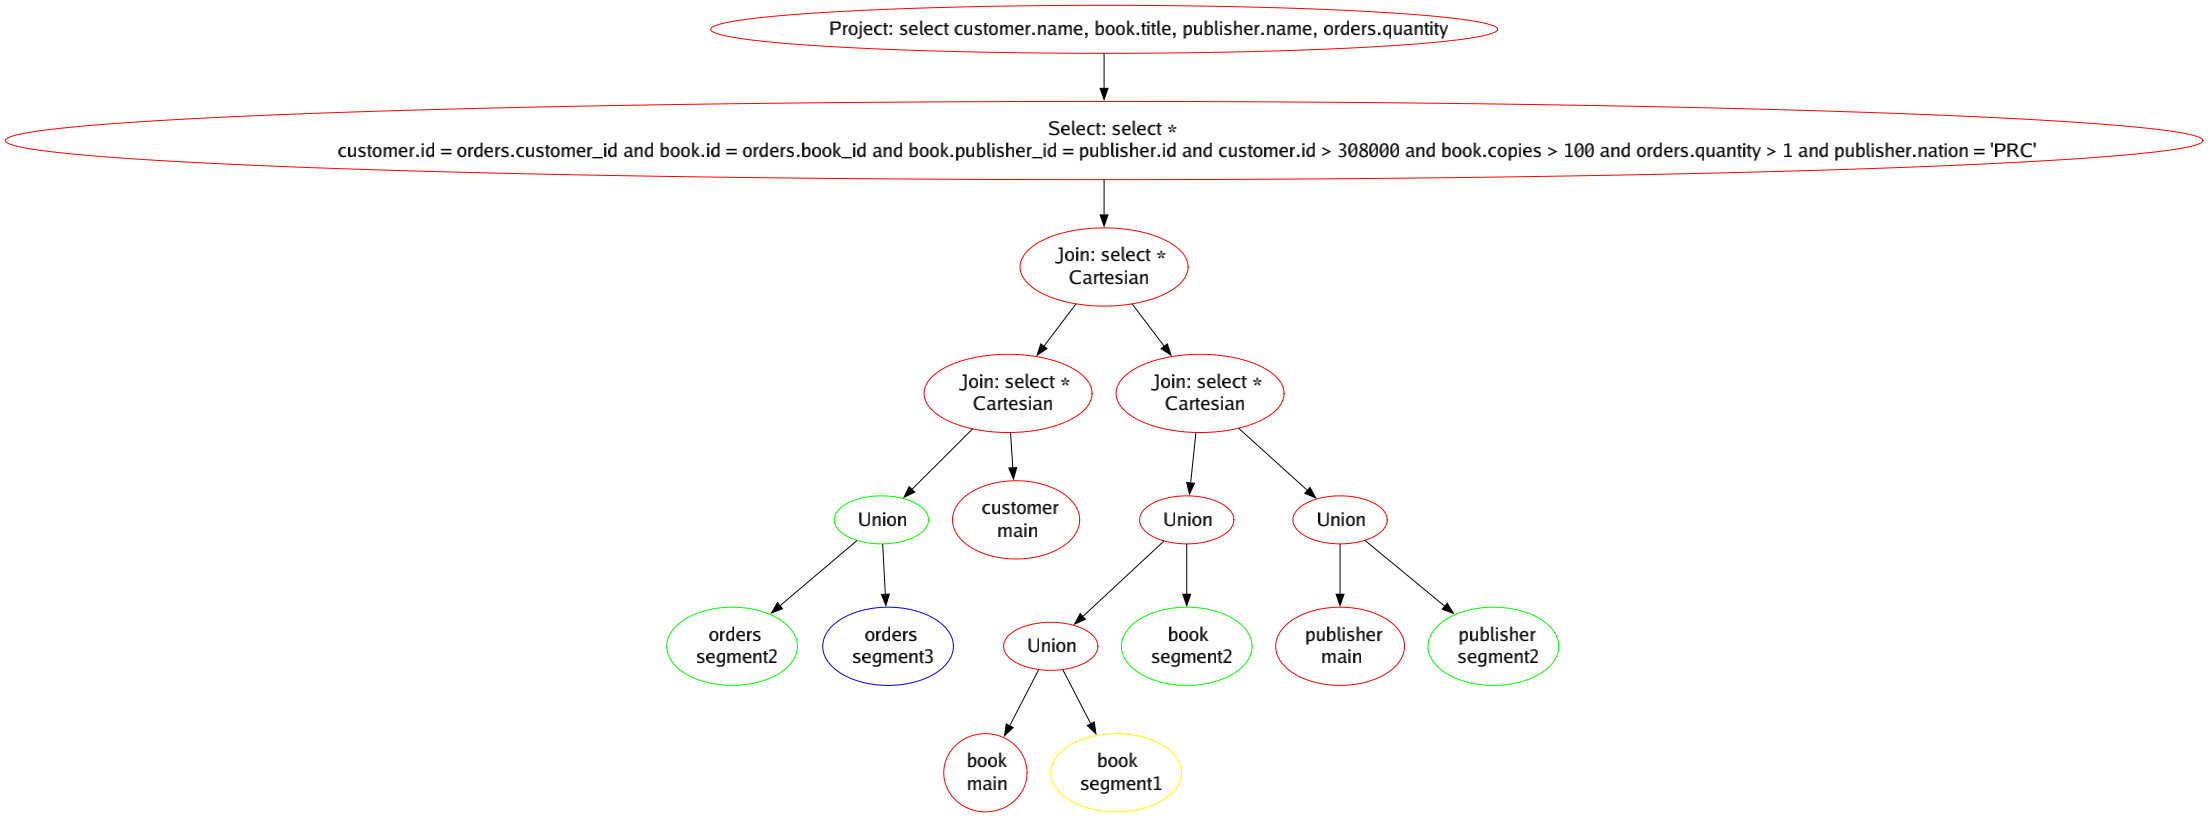 Project: select customer.name, book.title, publisher.name, orders.quantity
Select: select *
customer.id = orders.customer_id and book.id = orders.book_id and book.publisher_id = publisher.id and customer.id > 308000 and book.copies > 100 and orders.quantity > 1 and publisher.nation = 'PRC'
Join: select *
Cartesian
Join: select *
Cartesian
Join: select *
Cartesian
Union
customer
main
Union
Union
orders
segment2
orders
segment3
Union
book
segment2
publisher
main
publisher
segment2
book
main
book
segment1